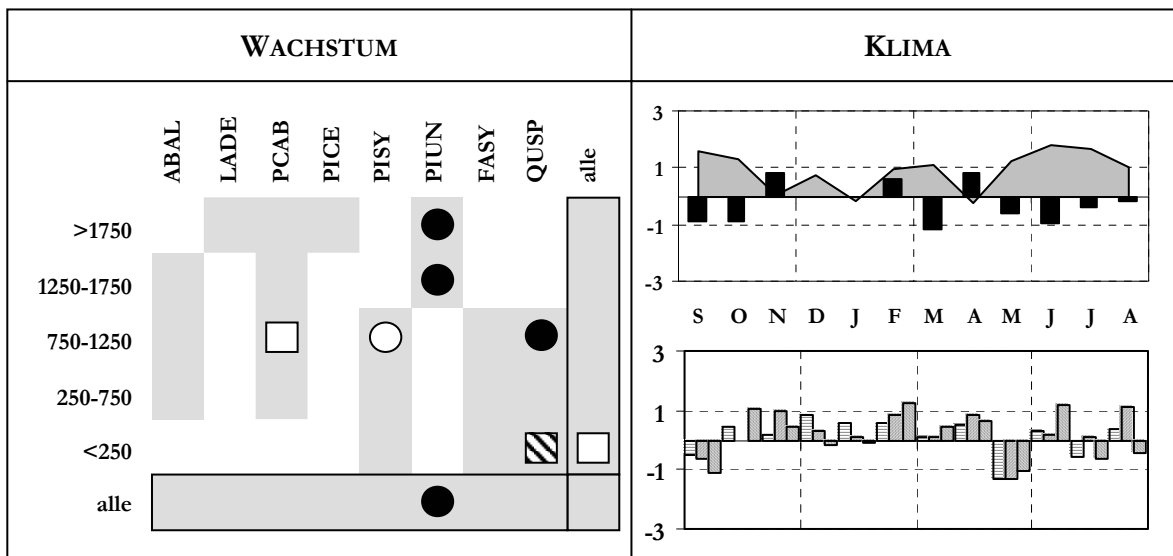 WACHSTUM
KLIMA
ABAL LADE PCAB PICE PISY PIUN FASY QUSP alle
>1750
1250-1750
750-1250
250-750
<250
alle
3
1
-1
-3
S O N D J F M A M J J A
3
1
-1
-3